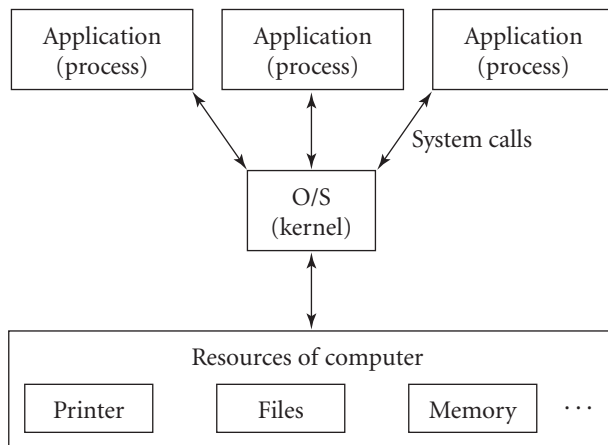 Application
(process)
Application
(process)
Application
(process)
System calls
O/S
(kernel)
Resources of computer
Printer
Files
Memory
...